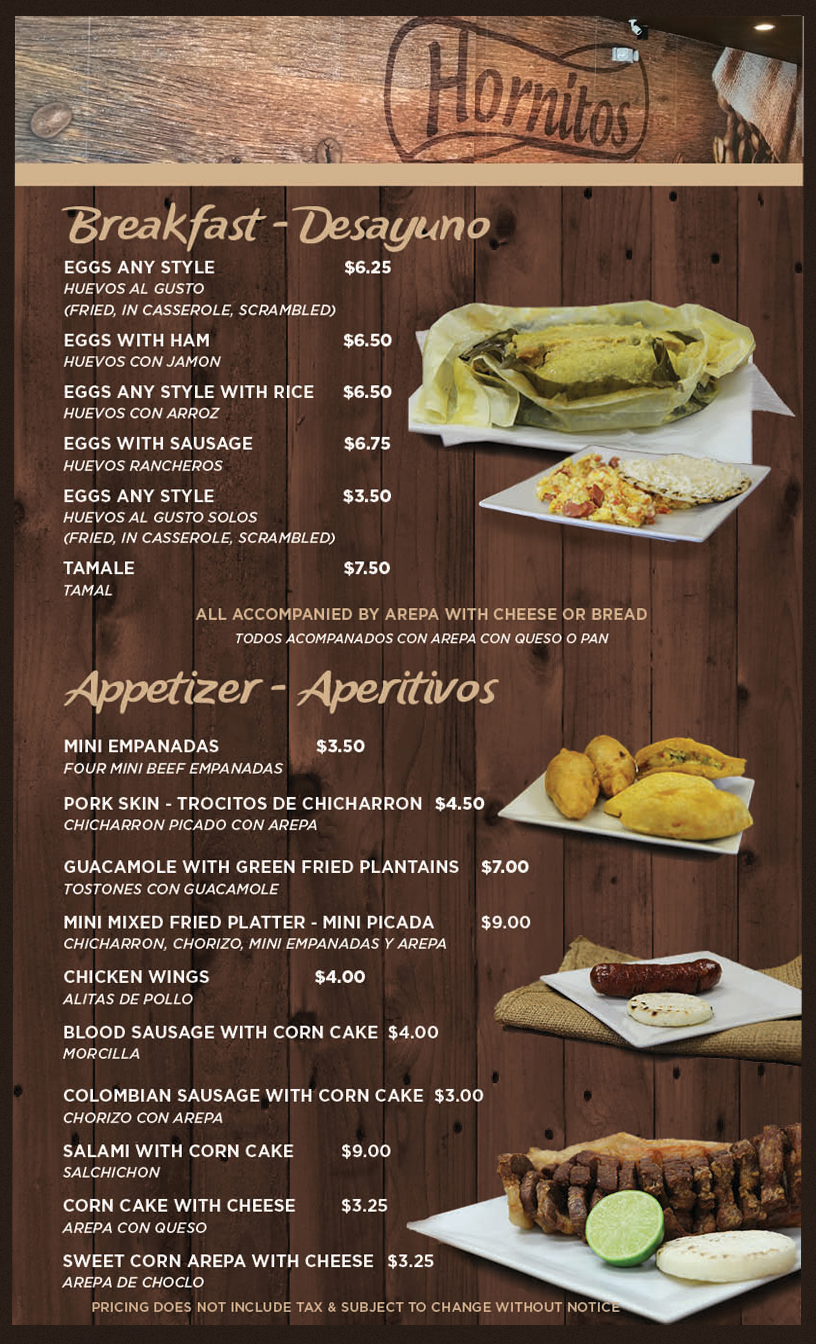 Hornitos
Breakfast - Desayuno
EGGS ANY STYLE $6.25
HUEVOS AL GUSTO
(FRIED, IN CASSEROLE, SCRAMBLED)
EGGS WITH HAM $6.50
HUEVOS CON JAMON
EGGS ANY STYLE WITH RICE $6.50
HUEVOS CON ARROZ
EGGS WITH SAUSAGE $6.75
HUEVOS RANCHEROS
EGGS ANY STYLE $3.50
HUEVOS AL GUSTO SOLOS
(FRIED, IN CASSEROLE, SCRAMBLED)
TAMALE $7.50
TAMAL
ALL ACCOMPANIED BY AREPA WITH CHEESE OR BREAD
TODOS ACOMPANADOS CON AREPA CON QUESO O PAN
Appetizer - Aperitivos
MINI EMPANADAS $3.50
FOUR MINI BEEF EMPANADAS
PORK SKIN - TROCITOS DE CHICHARRON $4.50
CHICHARRON PICADO CON AREPA
GUACAMOLE WITH GREEN FRIED PLANTAINS $7.00
TOSTONES CON GUACAMOLE
MINI MIXED FRIED PLATTER - MINI PICADA $9.00
CHICHARRON, CHORIZO, MINI EMPANADAS Y AREPA
CHICKEN WINGS $4.00
ALITAS DE POLLO
BLOOD SAUSAGE WITH CORN CAKE $4.00
MORCILLA
COLOMBIAN SAUSAGE WITH CORN CAKE $3.00
CHORIZO CON AREPA
SALAMI WITH CORN CAKE $9.00
SALCHICHON
CORN CAKE WITH CHEESE $3.25
AREPA CON QUESO
SWEET CORN AREPA WITH CHEESE $3.25
AREPA DE CHOCLO
PRICING DOES NOT INCLUDE TAX & SUBJECT TO CHANGE WITHOUT NOTICE